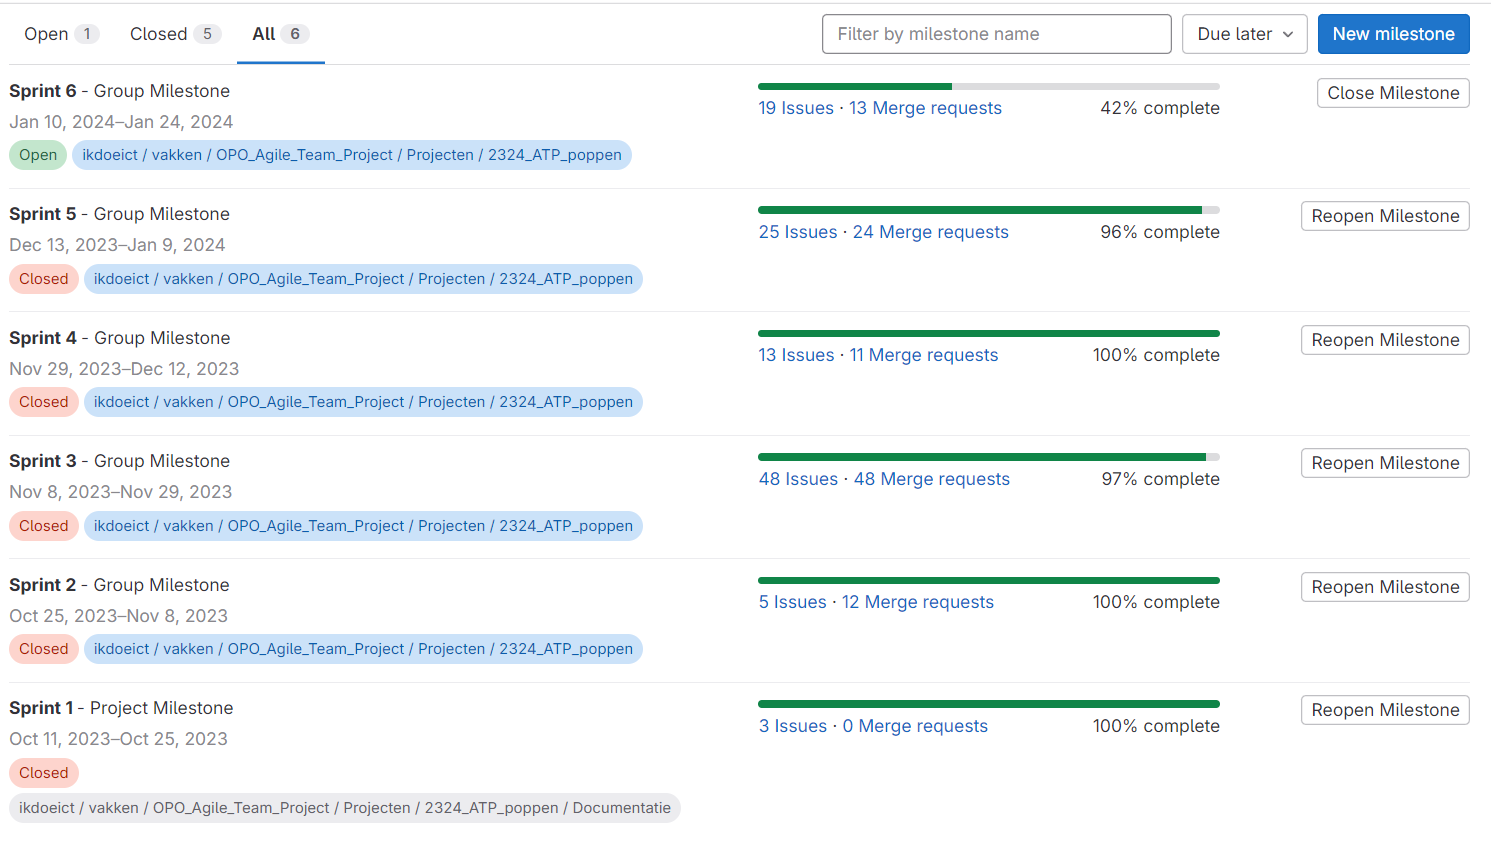 Open 1 Closed 5 All 6 Filter by milestone name Due later New milestone
Sprint 6 - Group Milestone
Jan 10, 2024–Jan 24, 2024
Open ikdoeict / vakken / OPO_Agile_Team_Project / Projecten / 2324_ATP_poppen
19 Issues · 13 Merge requests 42% complete
Close Milestone
Sprint 5 - Group Milestone
Dec 13, 2023–Jan 9, 2024
Closed ikdoeict / vakken / OPO_Agile_Team_Project / Projecten / 2324_ATP_poppen
25 Issues · 24 Merge requests 96% complete
Reopen Milestone
Sprint 4 - Group Milestone
Nov 29, 2023–Dec 12, 2023
Closed ikdoeict / vakken / OPO_Agile_Team_Project / Projecten / 2324_ATP_poppen
13 Issues · 11 Merge requests 100% complete
Reopen Milestone
Sprint 3 - Group Milestone
Nov 8, 2023–Nov 29, 2023
Closed ikdoeict / vakken / OPO_Agile_Team_Project / Projecten / 2324_ATP_poppen
48 Issues · 48 Merge requests 97% complete
Reopen Milestone
Sprint 2 - Group Milestone
Oct 25, 2023–Nov 8, 2023
Closed ikdoeict / vakken / OPO_Agile_Team_Project / Projecten / 2324_ATP_poppen
5 Issues · 12 Merge requests 100% complete
Reopen Milestone
Sprint 1 - Project Milestone
Oct 11, 2023–Oct 25, 2023
Closed
ikdoeict / vakken / OPO_Agile_Team_Project / Projecten / 2324_ATP_poppen / Documentatie
3 Issues · 0 Merge requests 100% complete
Reopen Milestone